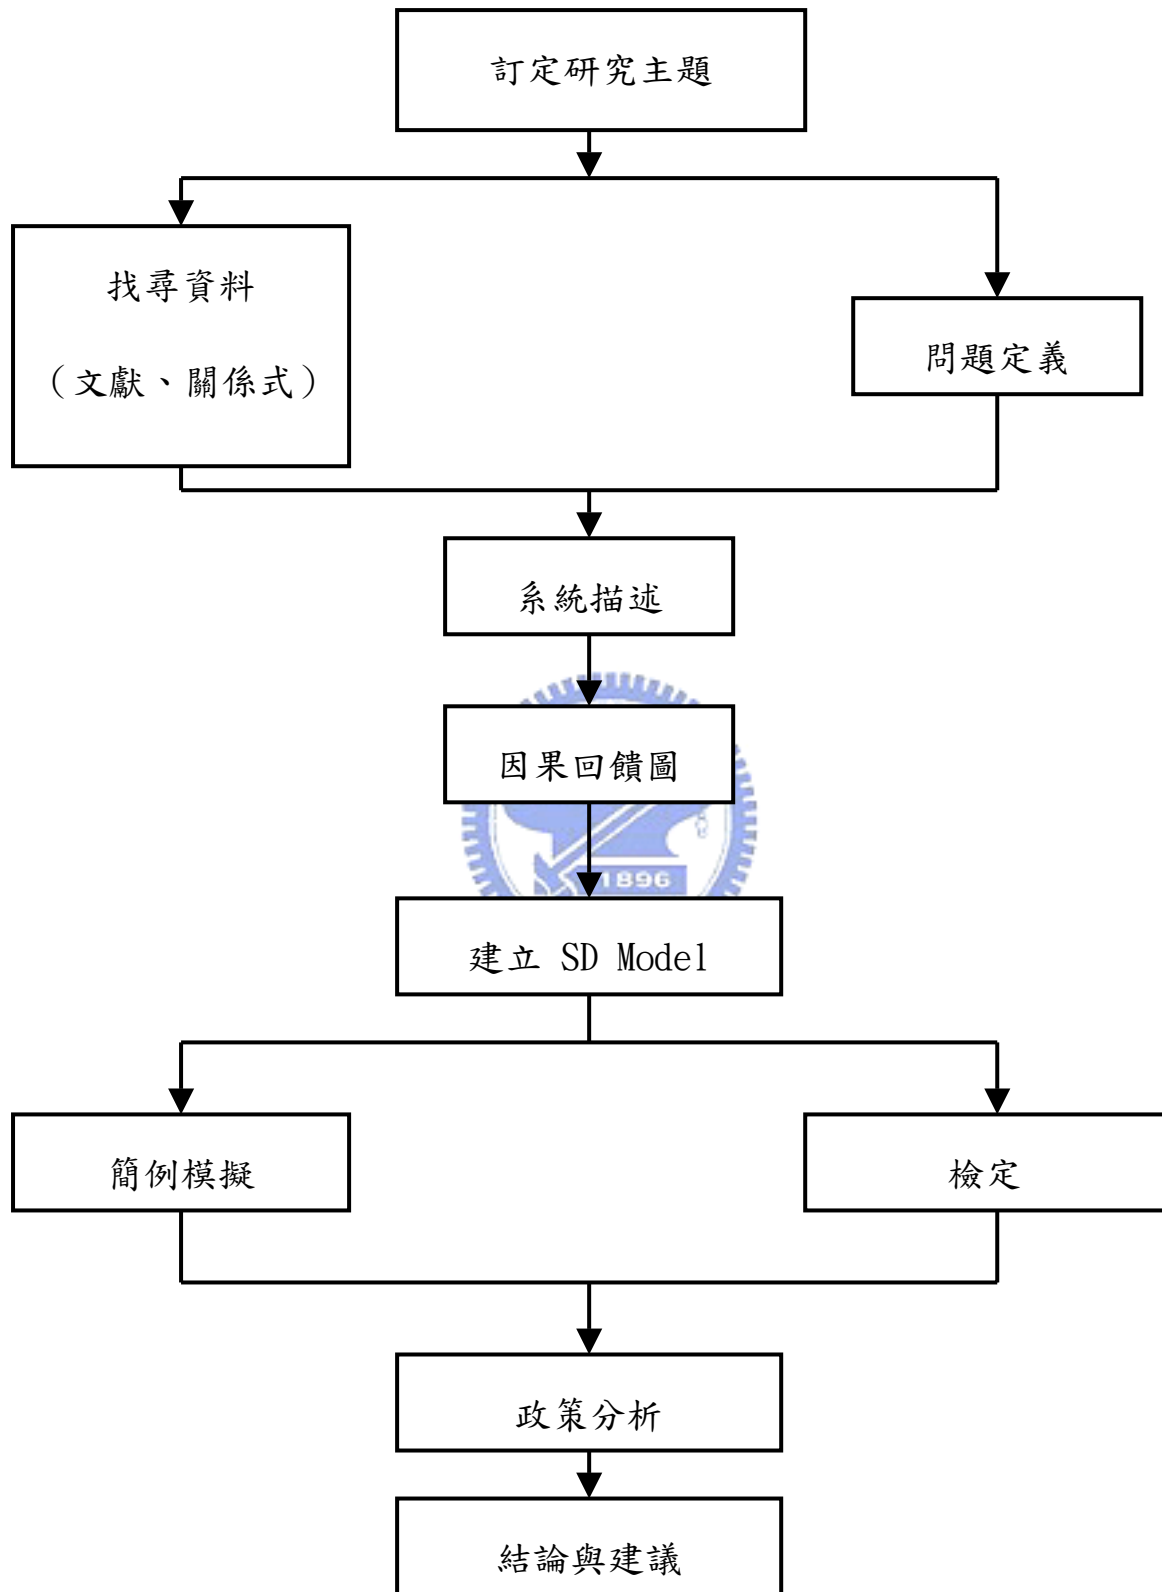 訂定研究主題
找尋資料
（文獻、關係式）
問題定義
系統描述
因果回饋圖
1896
建立 SD Model
簡例模擬
檢定
政策分析
結論與建議